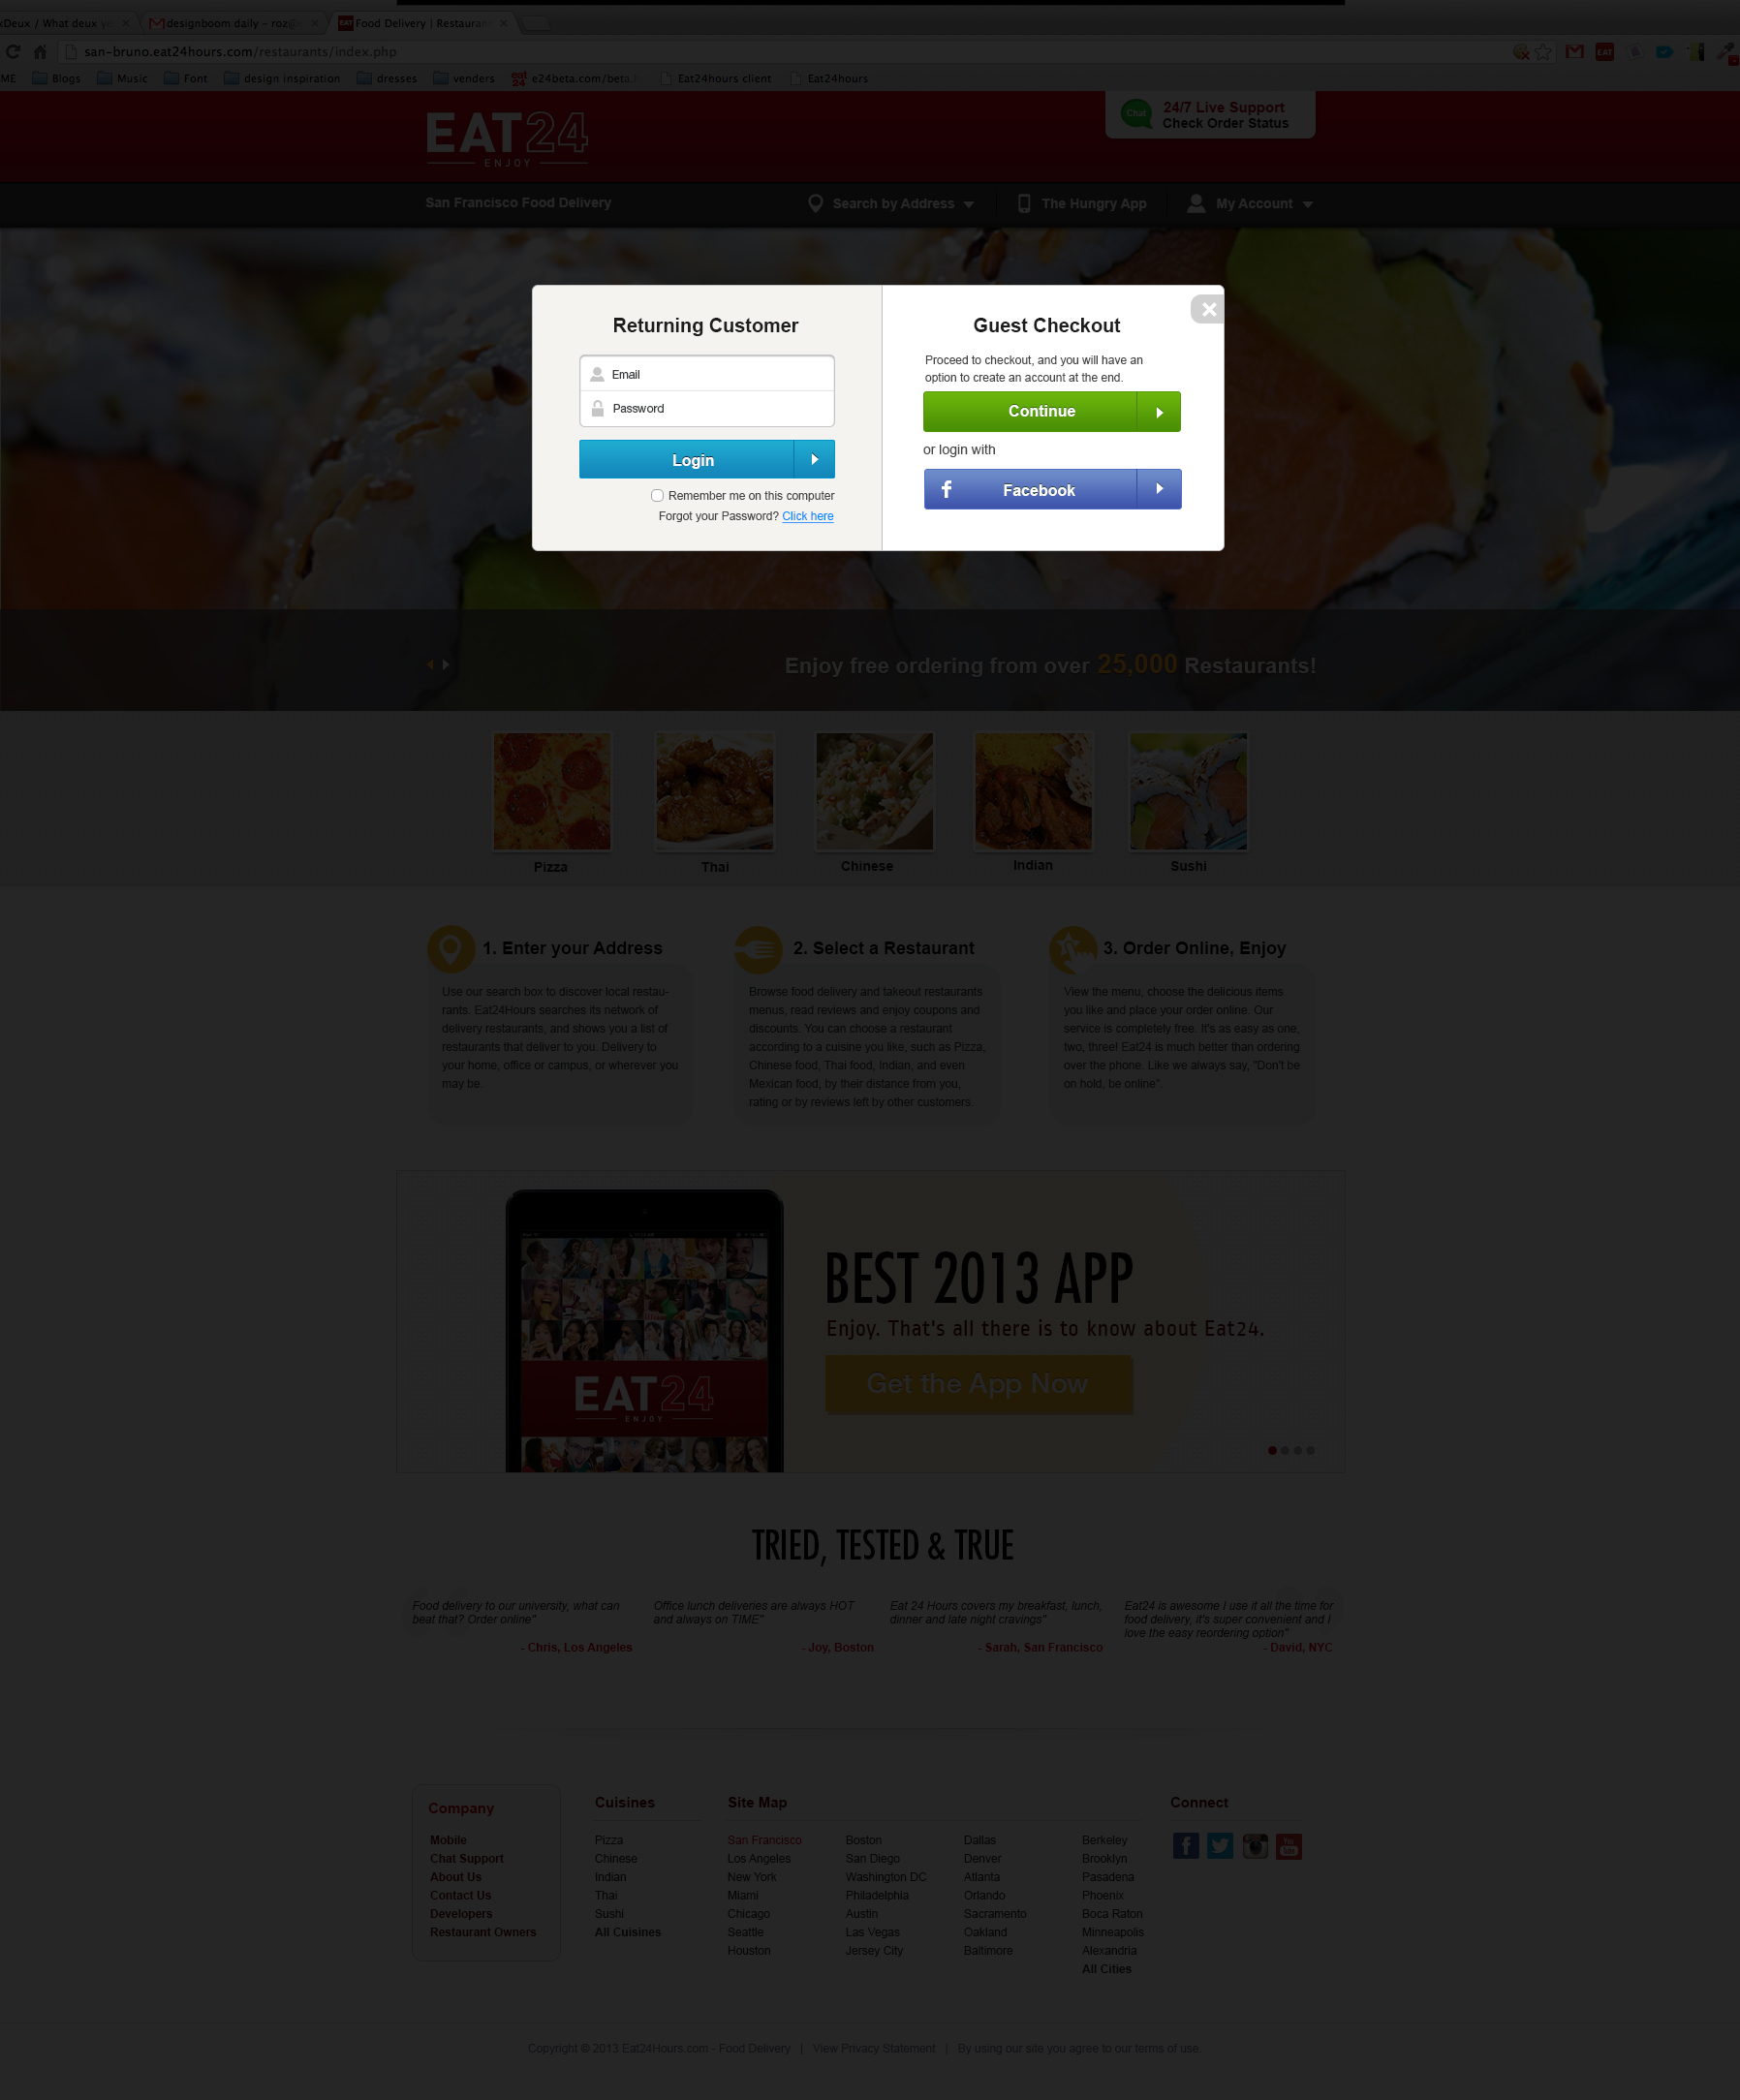 Deux / What deux y
designboom daily – roz@
Food Delivery | Restauran
san-bruno.eat24hours.com/restaurants/index.php
ME
Blogs
Music
Font
design inspiration
dresses
venders
e24beta.com/beta.
Eat24hours client
Eat24hours
EAT24
ENJOY
Chat
24/7 Live Support
Check Order Status
San Francisco Food Delivery
Search by Address
The Hungry App
My Account
Returning Customer
Email
Password
Login
Remember me on this computer
Forgot your Password? Click here
Guest Checkout
Proceed to checkout, and you will have an
option to create an account at the end.
Continue
or login with
Facebook
Enjoy free ordering from over 25,000 Restaurants!
Pizza
Thai
Chinese
Indian
Sushi
1. Enter your Address
Use our search box to discover local restau-
rants. Eat24Hours searches its network of
delivery restaurants, and shows you a list of
restaurants that deliver to you. Delivery to
your home, office or campus, or wherever you
may be.
2. Select a Restaurant
Browse food delivery and takeout restaurants
menus, read reviews and enjoy coupons and
discounts. You can choose a restaurant
according to a cuisine you like, such as Pizza,
Chinese food, Thai food, Indian, and even
Mexican food, by their distance from you,
rating or by reviews left by other customers.
3. Order Online, Enjoy
View the menu, choose the delicious items
you like and place your order online. Our
service is completely free. It's as easy as one,
two, three! Eat24 is much better than ordering
over the phone. Like we always say, "Don't be
on hold, be online".
EAT24
ENJOY
BEST 2013 APP
Enjoy. That's all there is to know about Eat24.
Get the App Now
TRIED, TESTED & TRUE
Food delivery to our university, what can
beat that? Order online"
- Chris, Los Angeles
Office lunch deliveries are always HOT
and always on TIME"
- Joy, Boston
Eat 24 Hours covers my breakfast, lunch,
dinner and late night cravings"
- Sarah, San Francisco
Eat24 is awesome I use it all the time for
food delivery, it's super convenient and I
love the easy reordering option"
- David, NYC
Company
Mobile
Chat Support
About Us
Contact Us
Developers
Restaurant Owners
Cuisines
Pizza
Chinese
Indian
Thai
Sushi
All Cuisines
Site Map
San Francisco
Los Angeles
New York
Miami
Chicago
Seattle
Houston
Boston
San Diego
Washington DC
Philadelphia
Austin
Las Vegas
Jersey City
Dallas
Denver
Atlanta
Orlando
Sacramento
Oakland
Baltimore
Berkeley
Brooklyn
Pasadena
Phoenix
Boca Raton
Minneapolis
Alexandria
All Cities
Connect
You
Tube
Copyright © 2013 Eat24Hours.com - Food Delivery | View Privacy Statement | By using our site you agree to our terms of use.